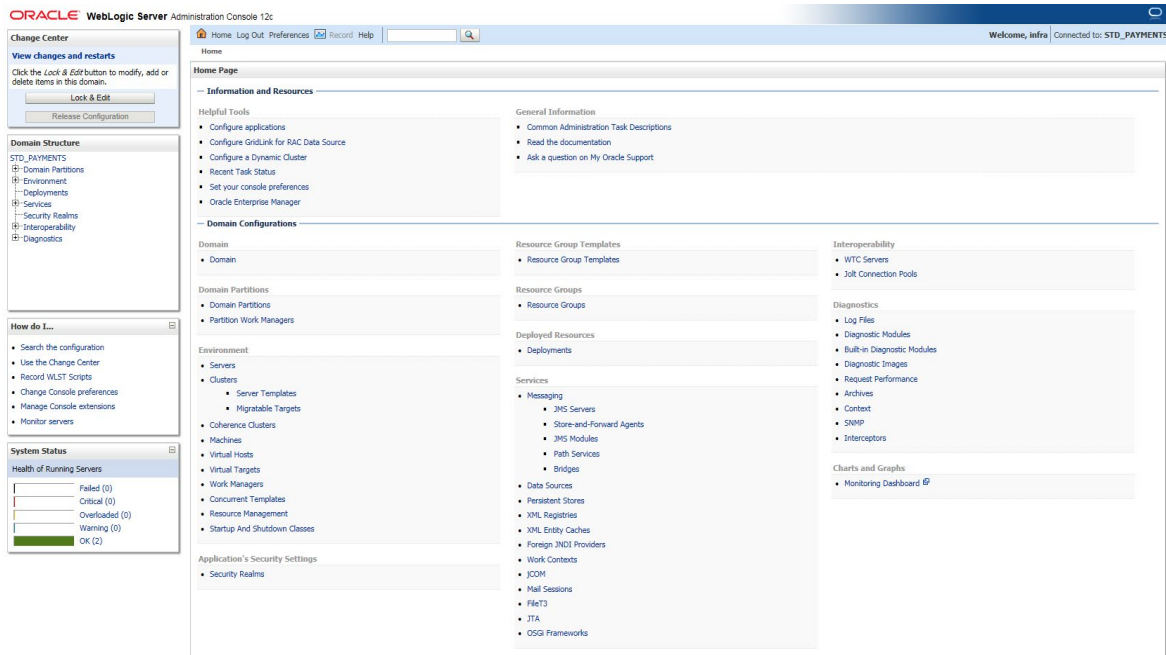 ORACLE WebLogic Server Administration Console 12c
Change Center
View changes and restarts
Click the Lock & Edit button to modify, add or
delete items in this domain.
Lock & Edit
Release Configuration
Domain Structure
STD_PAYMENTS
Domain Partitions
Environment
Deployments
Services
Security Realms
Interoperability
Diagnostics
How do I...
Search the configuration
Use the Change Center
Record WLST Scripts
Change Console preferences
Manage Console extensions
Monitor servers
System Status
Health of Running Servers
Failed (0)
Critical (0)
Overloaded (0)
Warning (0)
OK (2)
Home Log Out Preferences Record Help
Welcome, infra Connected to: STD_PAYMENTS
Home
Home Page
Information and Resources
Helpful Tools
Configure applications
Configure GridLink for RAC Data Source
Configure a Dynamic Cluster
Recent Task Status
Set your console preferences
Oracle Enterprise Manager
General Information
Common Administration Task Descriptions
Read the documentation
Ask a question on My Oracle Support
Domain Configurations
Domain
Domain
Domain Partitions
Domain Partitions
Partition Work Managers
Environment
Servers
Clusters
Server Templates
Migratable Targets
Coherence Clusters
Machines
Virtual Hosts
Virtual Targets
Work Managers
Concurrent Templates
Resource Management
Startup And Shutdown Classes
Application's Security Settings
Security Realms
Resource Group Templates
Resource Group Templates
Resource Groups
Resource Groups
Deployed Resources
Deployments
Services
Messaging
JMS Servers
Store-and-Forward Agents
JMS Modules
Path Services
Bridges
Data Sources
Persistent Stores
XML Registries
XML Entity Caches
Foreign JNDI Providers
Work Contexts
jCOM
Mail Sessions
FileT3
JTA
OSGi Frameworks
Interoperability
WTC Servers
Jolt Connection Pools
Diagnostics
Log Files
Diagnostic Modules
Built-in Diagnostic Modules
Diagnostic Images
Request Performance
Archives
Context
SNMP
Interceptors
Charts and Graphs
Monitoring Dashboard